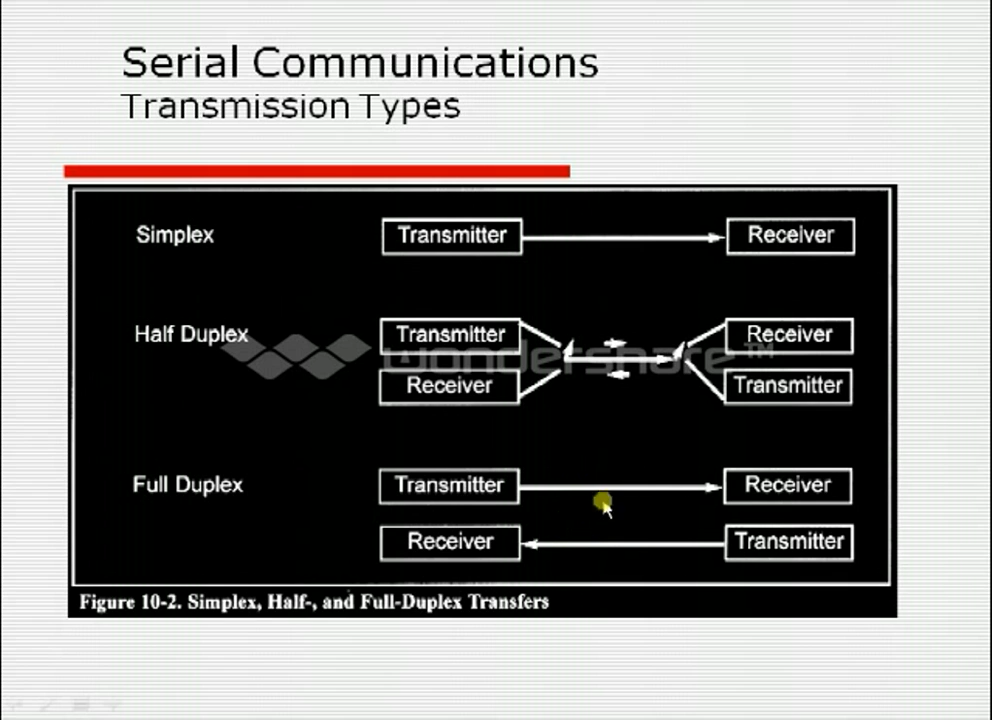 Serial Communications
Transmission Types
Simplex Transmitter Receiver
Half Duplex Transmitter Receiver
wondershare™
Receiver Transmitter
Full Duplex Transmitter Receiver
Receiver Transmitter
Figure 10-2. Simplex, Half-, and Full-Duplex Transfers